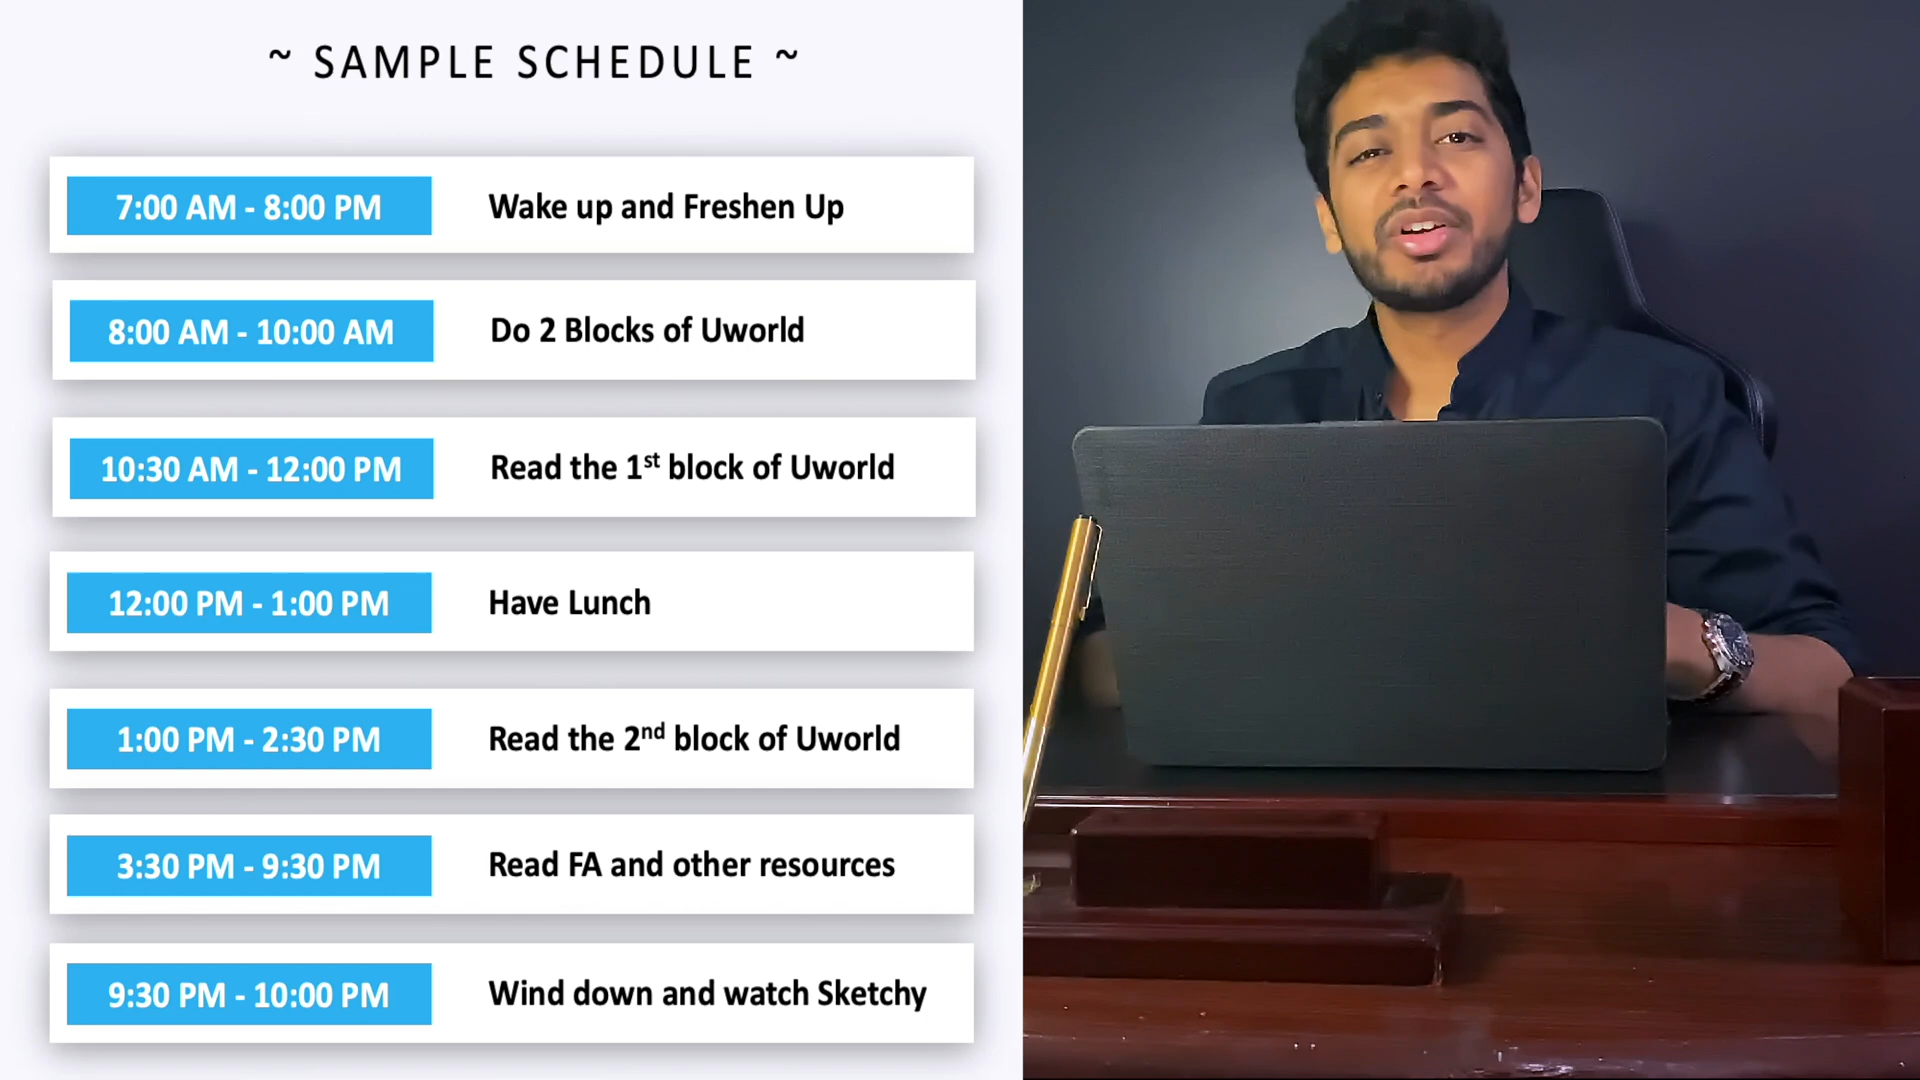 ~ SAMPLE SCHEDULE ~
7:00 AM - 8:00 PM Wake up and Freshen Up
8:00 AM - 10:00 AM Do 2 Blocks of Uworld
10:30 AM - 12:00 PM Read the 1st block of Uworld
12:00 PM - 1:00 PM Have Lunch
1:00 PM - 2:30 PM Read the 2nd block of Uworld
3:30 PM - 9:30 PM Read FA and other resources
9:30 PM - 10:00 PM Wind down and watch Sketchy